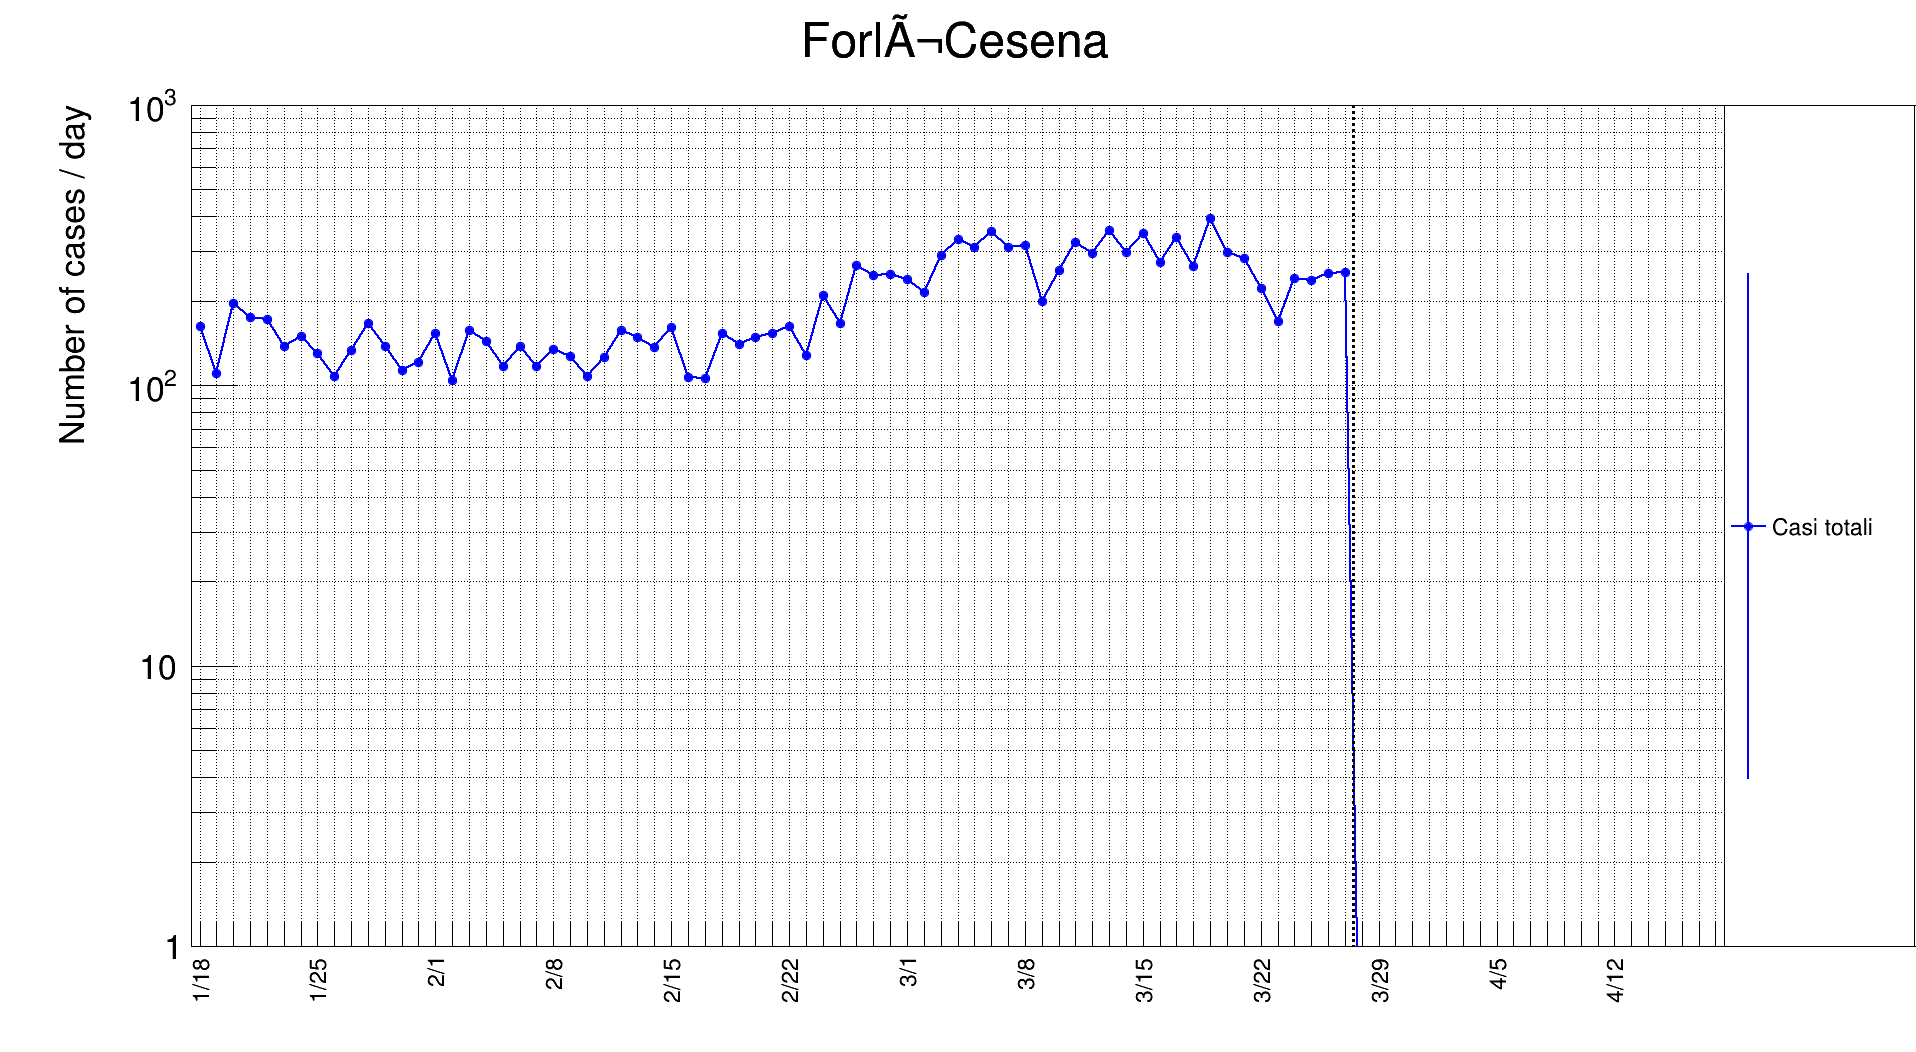 ForlÃ¬Cesena
Number of cases / day
10³
10²
10
1
1/18 1/25 2/1 2/8 2/15 2/22 3/1 3/8 3/15 3/22 3/29 4/5 4/12
Casi totali